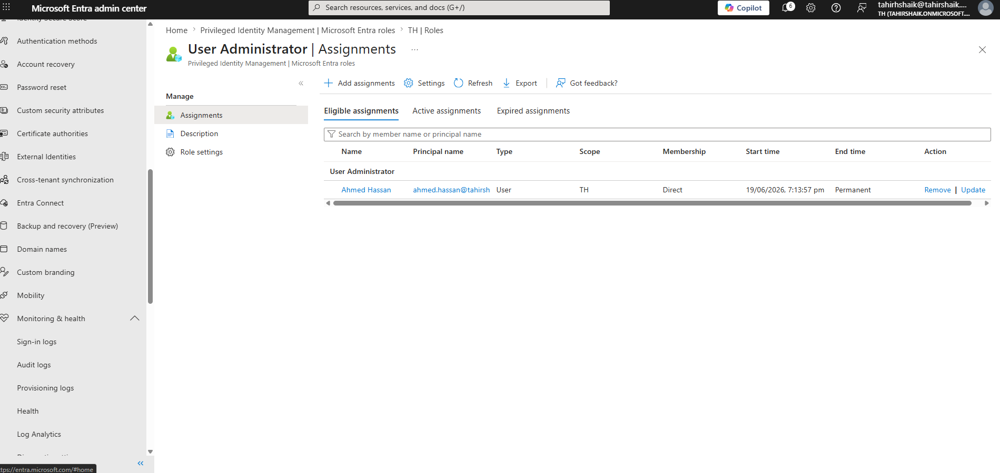 Microsoft Entra admin center
Search resources, services, and docs (G+/)
Copilot
6
tahirhshaik@tahirshaik....
TH (TAHIRSHAIK.ONMICROSOFT....
Identity Secure Score
Authentication methods
Account recovery
Password reset
Custom security attributes
Certificate authorities
External Identities
Cross-tenant synchronization
Entra Connect
Backup and recovery (Preview)
Domain names
Custom branding
Mobility
Monitoring & health
Sign-in logs
Audit logs
Provisioning logs
Health
Log Analytics
ttps://entra.microsoft.com/#home
Home > Privileged Identity Management | Microsoft Entra roles > TH | Roles
User Administrator | Assignments ...
Privileged Identity Management | Microsoft Entra roles
Manage
Assignments
Description
Role settings
Add assignments Settings Refresh Export | Got feedback?
Eligible assignments Active assignments Expired assignments
Search by member name or principal name
Name Principal name Type Scope Membership Start time End time Action
User Administrator
Ahmed Hassan ahmed.hassan@tahirsh User TH Direct 19/06/2026, 7:13:57 pm Permanent Remove | Update